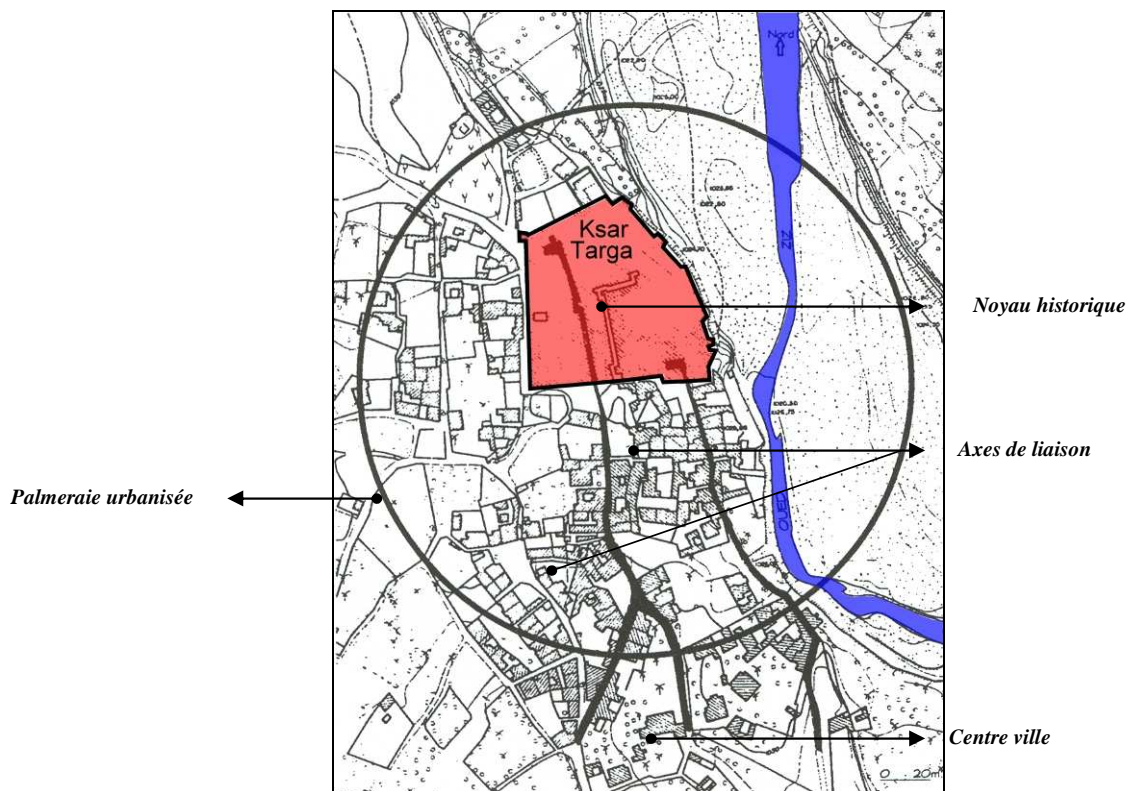 Nord
Ksar
Targa
ZIZ
Noyau historique
Axes de liaison
Palmeraie urbanisée
OUED
Centre ville
0 20m